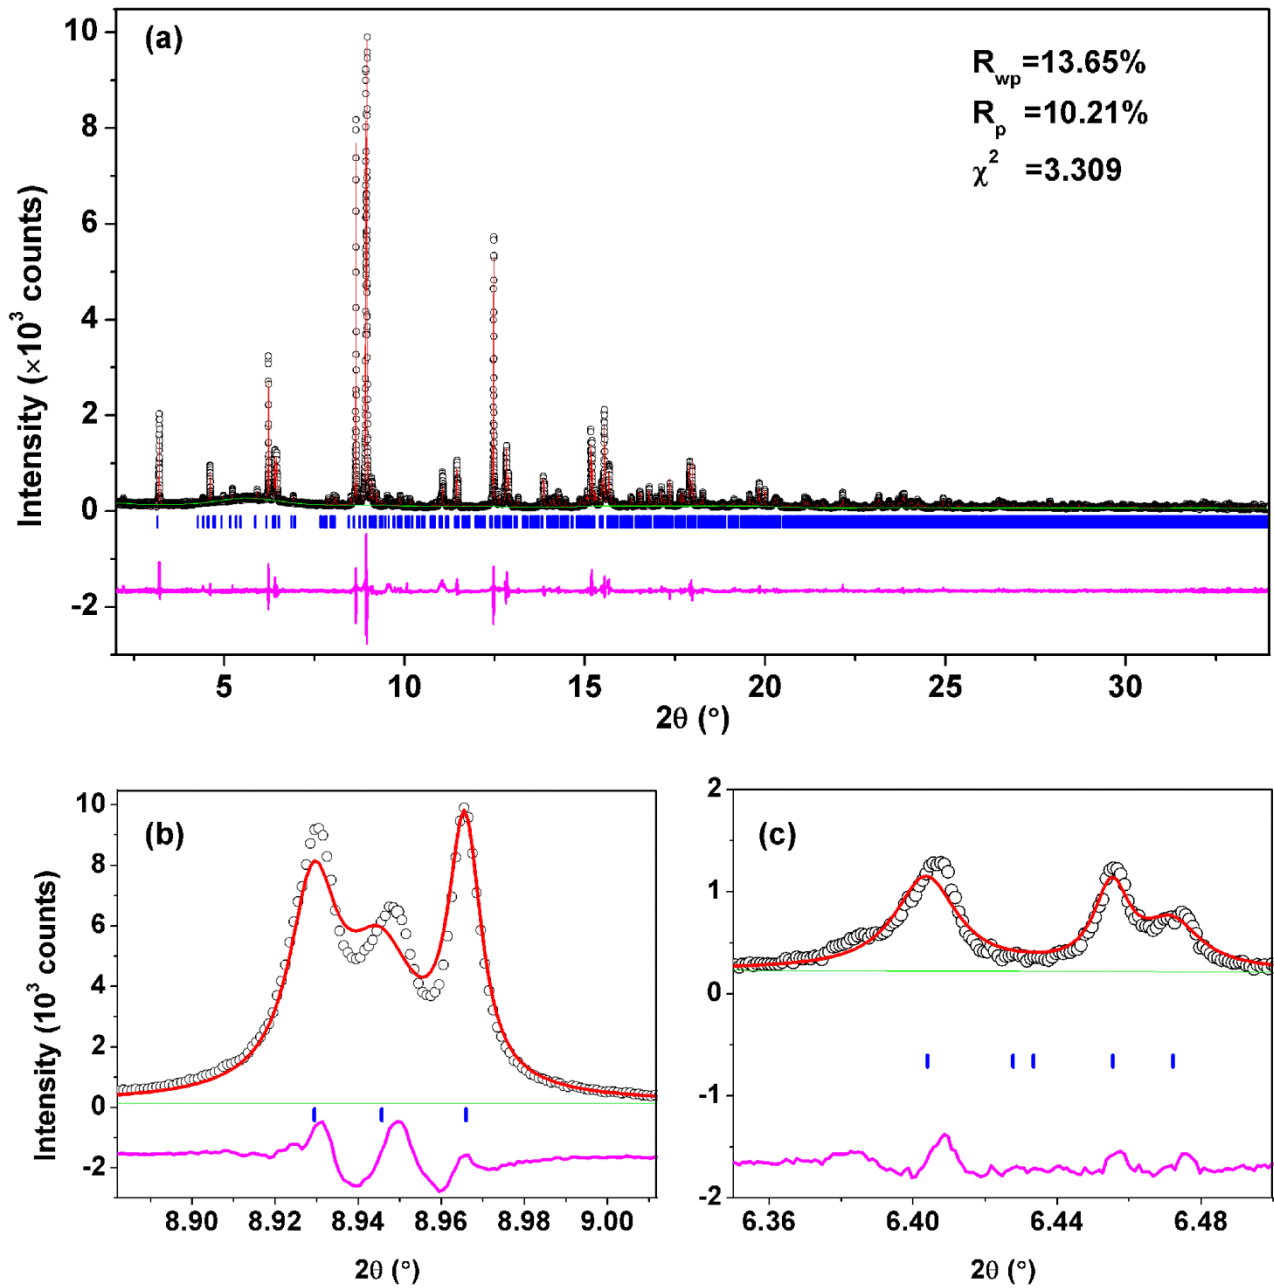 (a)
R_wp=13.65%
R_p =10.21%
χ² =3.309
Intensity (×10³ counts)
10
8
6
4
2
0
-2
5 10 15 20 25 30
2θ (°)
(b)
Intensity (10³ counts)
10
8
6
4
2
0
-2
8.90 8.92 8.94 8.96 8.98 9.00
2θ (°)
(c)
2
1
0
-1
-2
6.36 6.40 6.44 6.48
2θ (°)